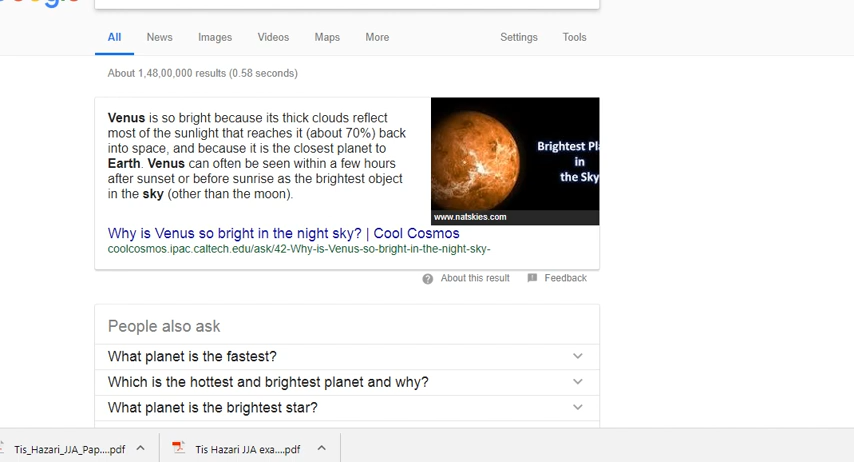 All News Images Videos Maps More Settings Tools
About 1,48,00,000 results (0.58 seconds)
Venus is so bright because its thick clouds reflect
most of the sunlight that reaches it (about 70%) back
into space, and because it is the closest planet to
Earth. Venus can often be seen within a few hours
after sunset or before sunrise as the brightest object
in the sky (other than the moon).
Brightest Pla
in
the Sky
www.natskies.com
Why is Venus so bright in the night sky? | Cool Cosmos
coolcosmos.ipac.caltech.edu/ask/42-Why-is-Venus-so-bright-in-the-night-sky-
About this result Feedback
People also ask
What planet is the fastest?
Which is the hottest and brightest planet and why?
What planet is the brightest star?
Tis_Hazari_JJA_Pap....pdf Tis Hazari JJA exa....pdf